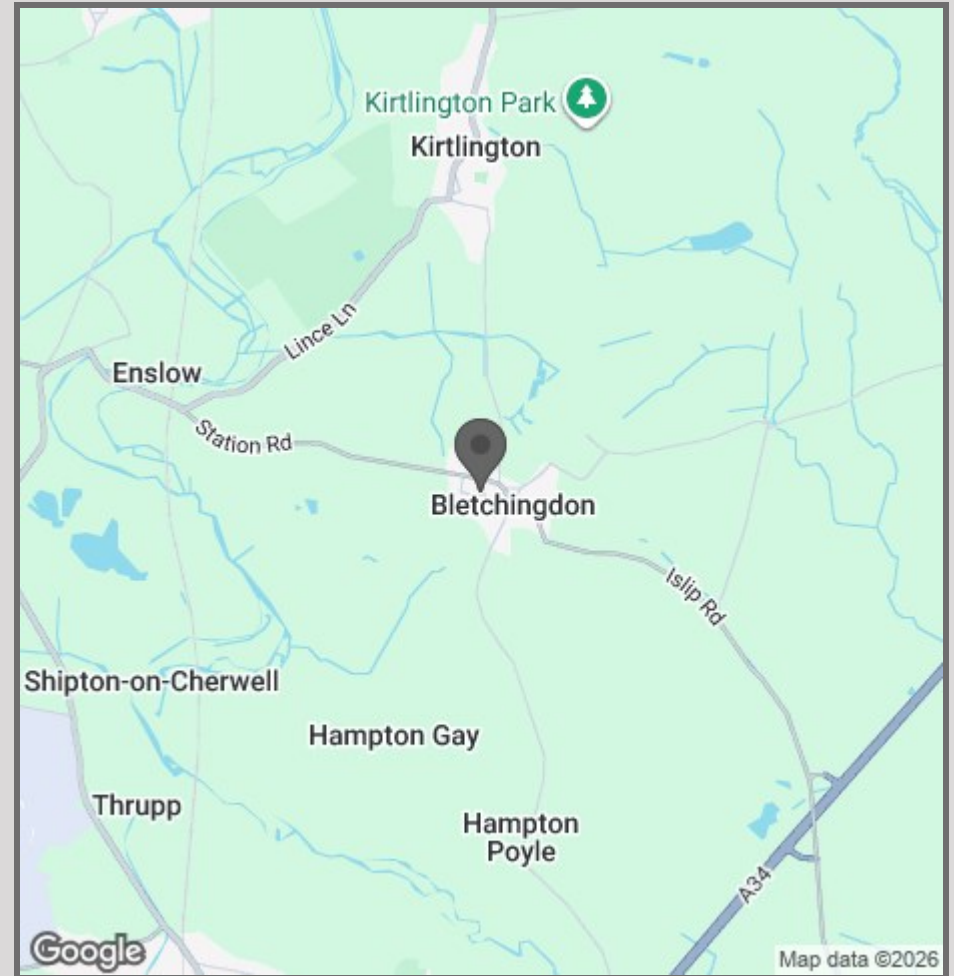 Kirtlington Park
Kirtlington
Lince Ln
Enslow
Station Rd
Bletchingdon
Islip Rd
Shipton-on-Cherwell
Hampton Gay
Thrupp
Hampton
Poyle
A34
Google
Map data ©2026